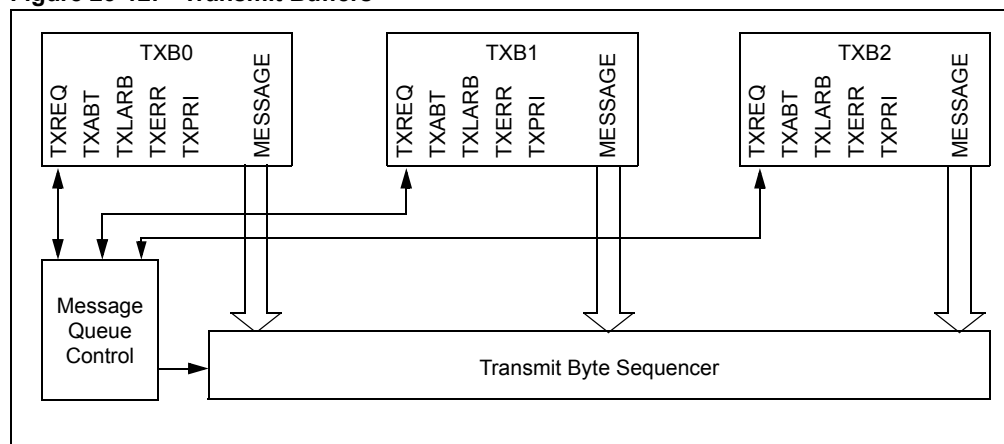 TXB0
TXREQ
TXABT
TXLARB
TXERR
TXPRI
MESSAGE
TXB1
TXREQ
TXABT
TXLARB
TXERR
TXPRI
MESSAGE
TXB2
TXREQ
TXABT
TXLARB
TXERR
TXPRI
MESSAGE
Message
Queue
Control
Transmit Byte Sequencer